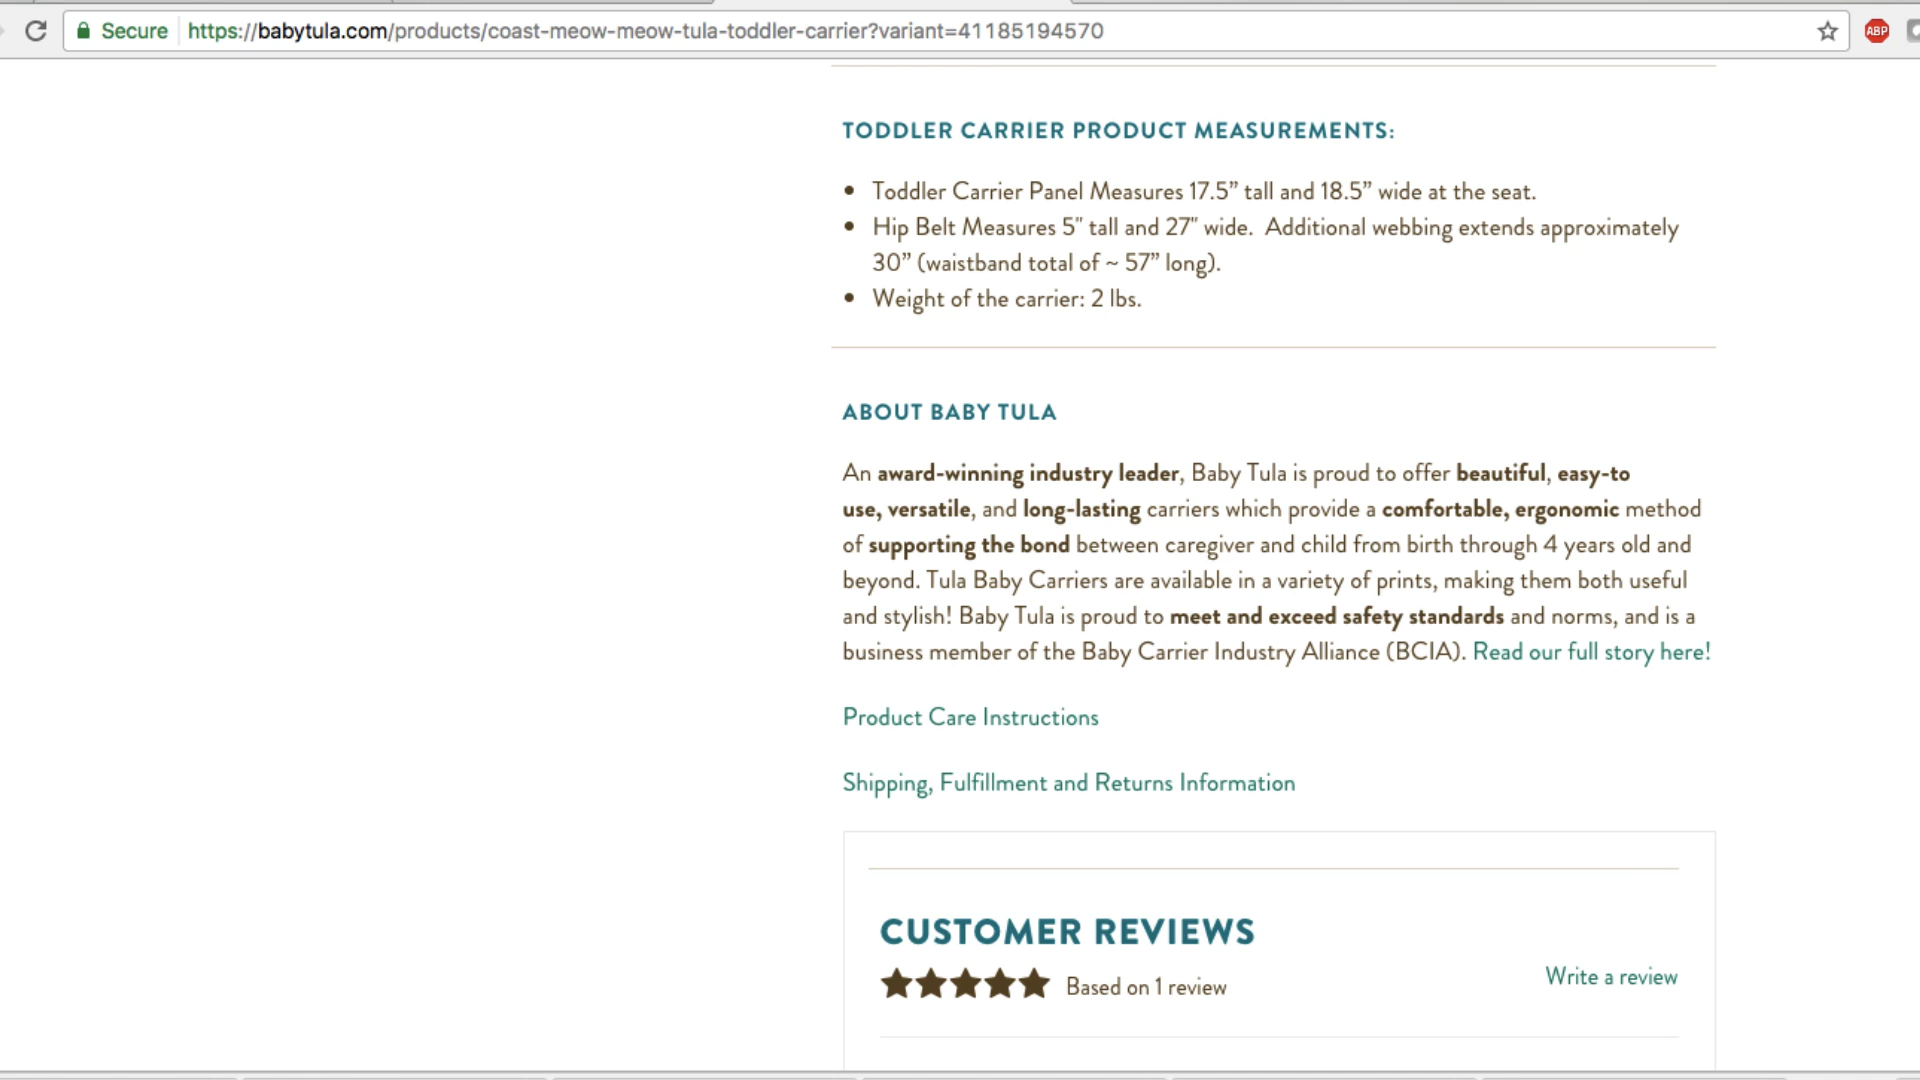 Secure https://babytula.com/products/coast-meow-meow-tula-toddler-carrier?variant=41185194570
ABP
TODDLER CARRIER PRODUCT MEASUREMENTS:
• Toddler Carrier Panel Measures 17.5” tall and 18.5” wide at the seat.
• Hip Belt Measures 5" tall and 27" wide.  Additional webbing extends approximately
30” (waistband total of ~ 57” long).
• Weight of the carrier: 2 lbs.
ABOUT BABY TULA
An award-winning industry leader, Baby Tula is proud to offer beautiful, easy-to
use, versatile, and long-lasting carriers which provide a comfortable, ergonomic method
of supporting the bond between caregiver and child from birth through 4 years old and
beyond. Tula Baby Carriers are available in a variety of prints, making them both useful
and stylish! Baby Tula is proud to meet and exceed safety standards and norms, and is a
business member of the Baby Carrier Industry Alliance (BCIA). Read our full story here!
Product Care Instructions
Shipping, Fulfillment and Returns Information
CUSTOMER REVIEWS
Based on 1 review
Write a review